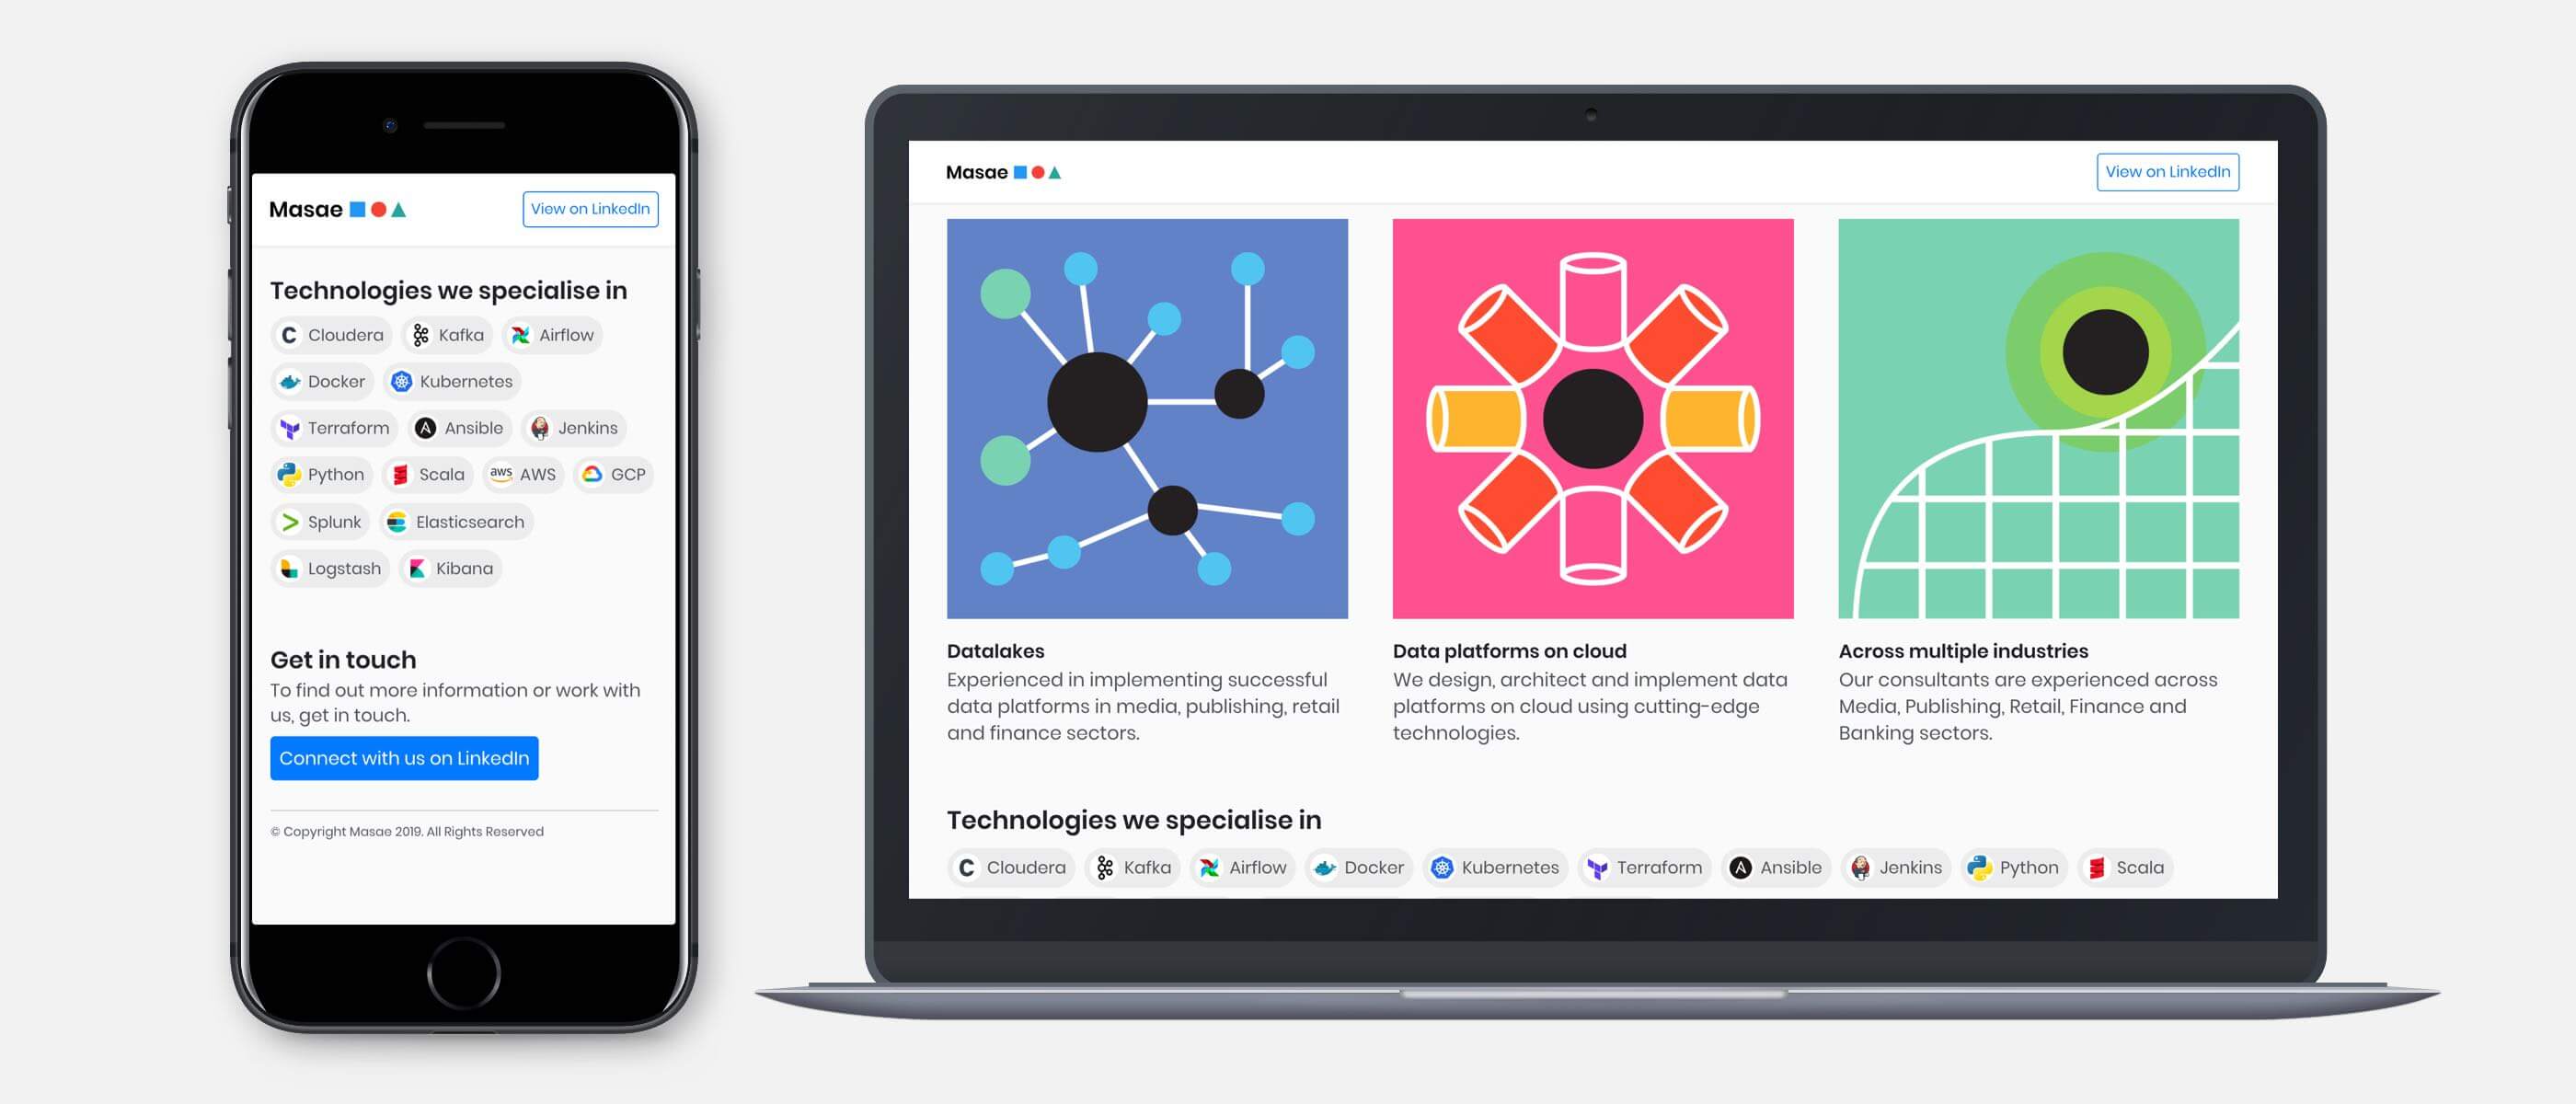 Masae
View on LinkedIn
Technologies we specialise in
Cloudera Kafka Airflow
Docker Kubernetes
Terraform Ansible Jenkins
Python Scala aws AWS GCP
Splunk Elasticsearch
Logstash Kibana
Get in touch
To find out more information or work with
us, get in touch.
Connect with us on LinkedIn
© Copyright Masae 2019. All Rights Reserved
Masae
View on LinkedIn
Datalakes
Experienced in implementing successful
data platforms in media, publishing, retail
and finance sectors.
Data platforms on cloud
We design, architect and implement data
platforms on cloud using cutting-edge
technologies.
Across multiple industries
Our consultants are experienced across
Media, Publishing, Retail, Finance and
Banking sectors.
Technologies we specialise in
Cloudera Kafka Airflow Docker Kubernetes Terraform Ansible Jenkins Python Scala